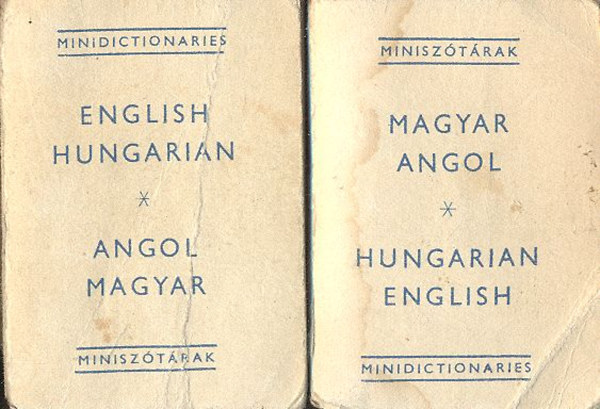 MINIDICTIONARIES
ENGLISH
HUNGARIAN
*
ANGOL
MAGYAR
MINISZÓTÁRAK
MINISZÓTÁRAK
MAGYAR
ANGOL
*
HUNGARIAN
ENGLISH
MINIDICTIONARIES